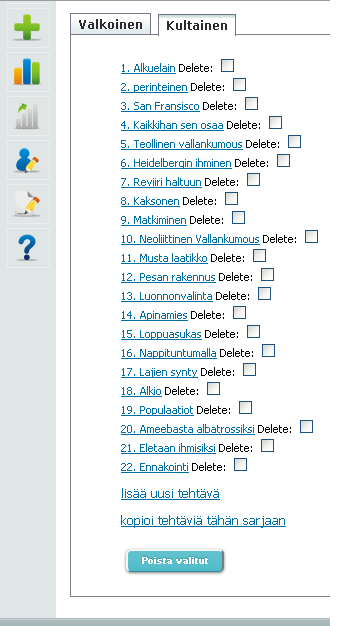 Valkoinen Kultainen
1. Alkuelain Delete:
2. perinteinen Delete:
3. San Fransisco Delete:
4. Kaikkihan sen osaa Delete:
5. Teollinen vallankumous Delete:
6. Heidelbergin ihminen Delete:
7. Reviiri haltuun Delete:
8. Kaksonen Delete:
9. Matkiminen Delete:
10. Neoliittinen Vallankumous Delete:
11. Musta laatikko Delete:
12. Pesan rakennus Delete:
13. Luonnonvalinta Delete:
14. Apinamies Delete:
15. Loppuasukas Delete:
16. Nappituntumalla Delete:
17. Lajien synty Delete:
18. Alkio Delete:
19. Populaatiot Delete:
20. Ameebasta albatrossiksi Delete:
21. Eletaan ihmisiksi Delete:
22. Ennakointi Delete:
lisää uusi tehtävä
kopioi tehtäviä tähän sarjaan
Poista valitut